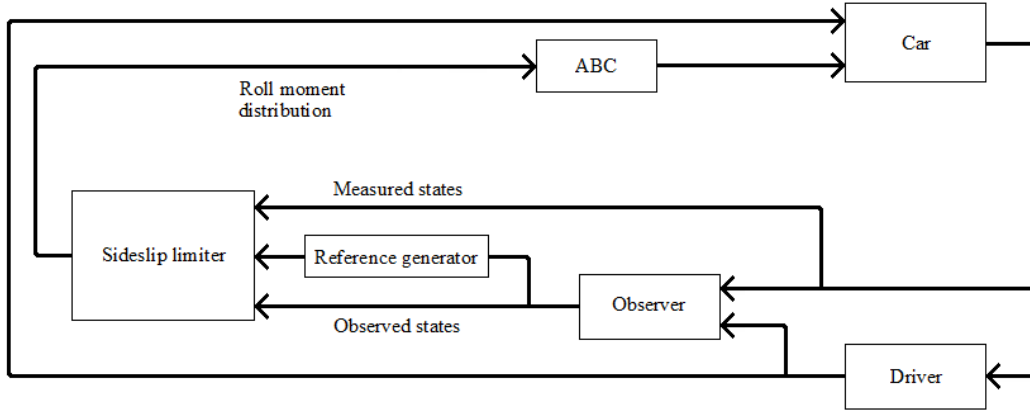 Car
ABC
Roll moment
distribution
Measured states
Sideslip limiter
Reference generator
Observer
Observed states
Driver